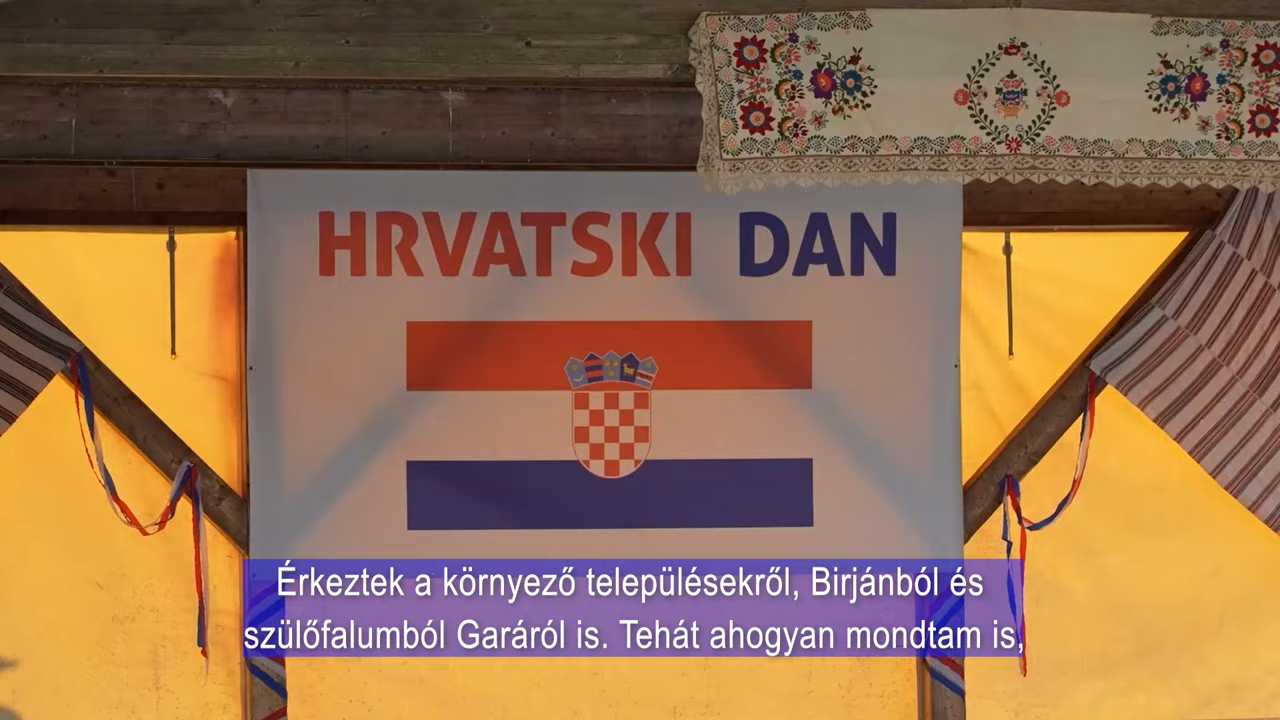 HRVATSKI DAN
Érkeztek a környező településekről, Birjánból és
szülőfalumból Garáról is. Tehát ahogyan mondtam is,